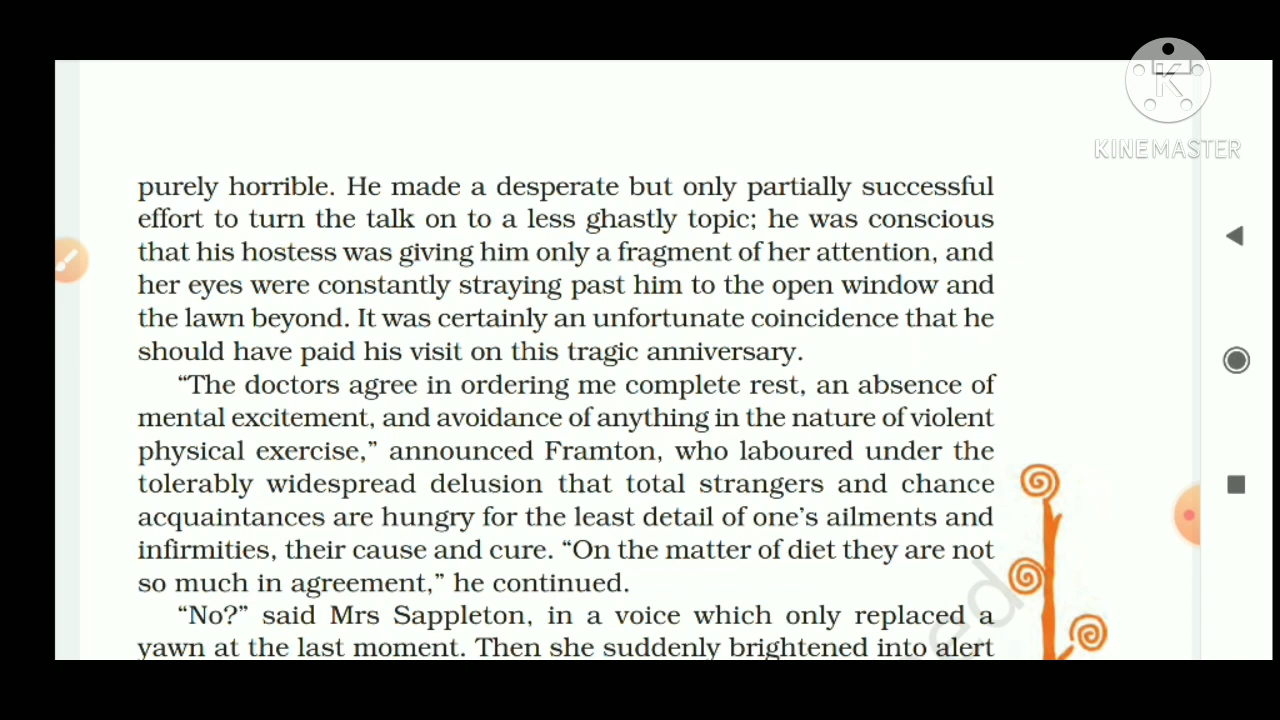 KINEMASTER
purely horrible. He made a desperate but only partially successful
effort to turn the talk on to a less ghastly topic; he was conscious
that his hostess was giving him only a fragment of her attention, and
her eyes were constantly straying past him to the open window and
the lawn beyond. It was certainly an unfortunate coincidence that he
should have paid his visit on this tragic anniversary.
“The doctors agree in ordering me complete rest, an absence of
mental excitement, and avoidance of anything in the nature of violent
physical exercise,” announced Framton, who laboured under the
tolerably widespread delusion that total strangers and chance
acquaintances are hungry for the least detail of one’s ailments and
infirmities, their cause and cure. “On the matter of diet they are not
so much in agreement,” he continued.
“No?” said Mrs Sappleton, in a voice which only replaced a
yawn at the last moment. Then she suddenly brightened into alert